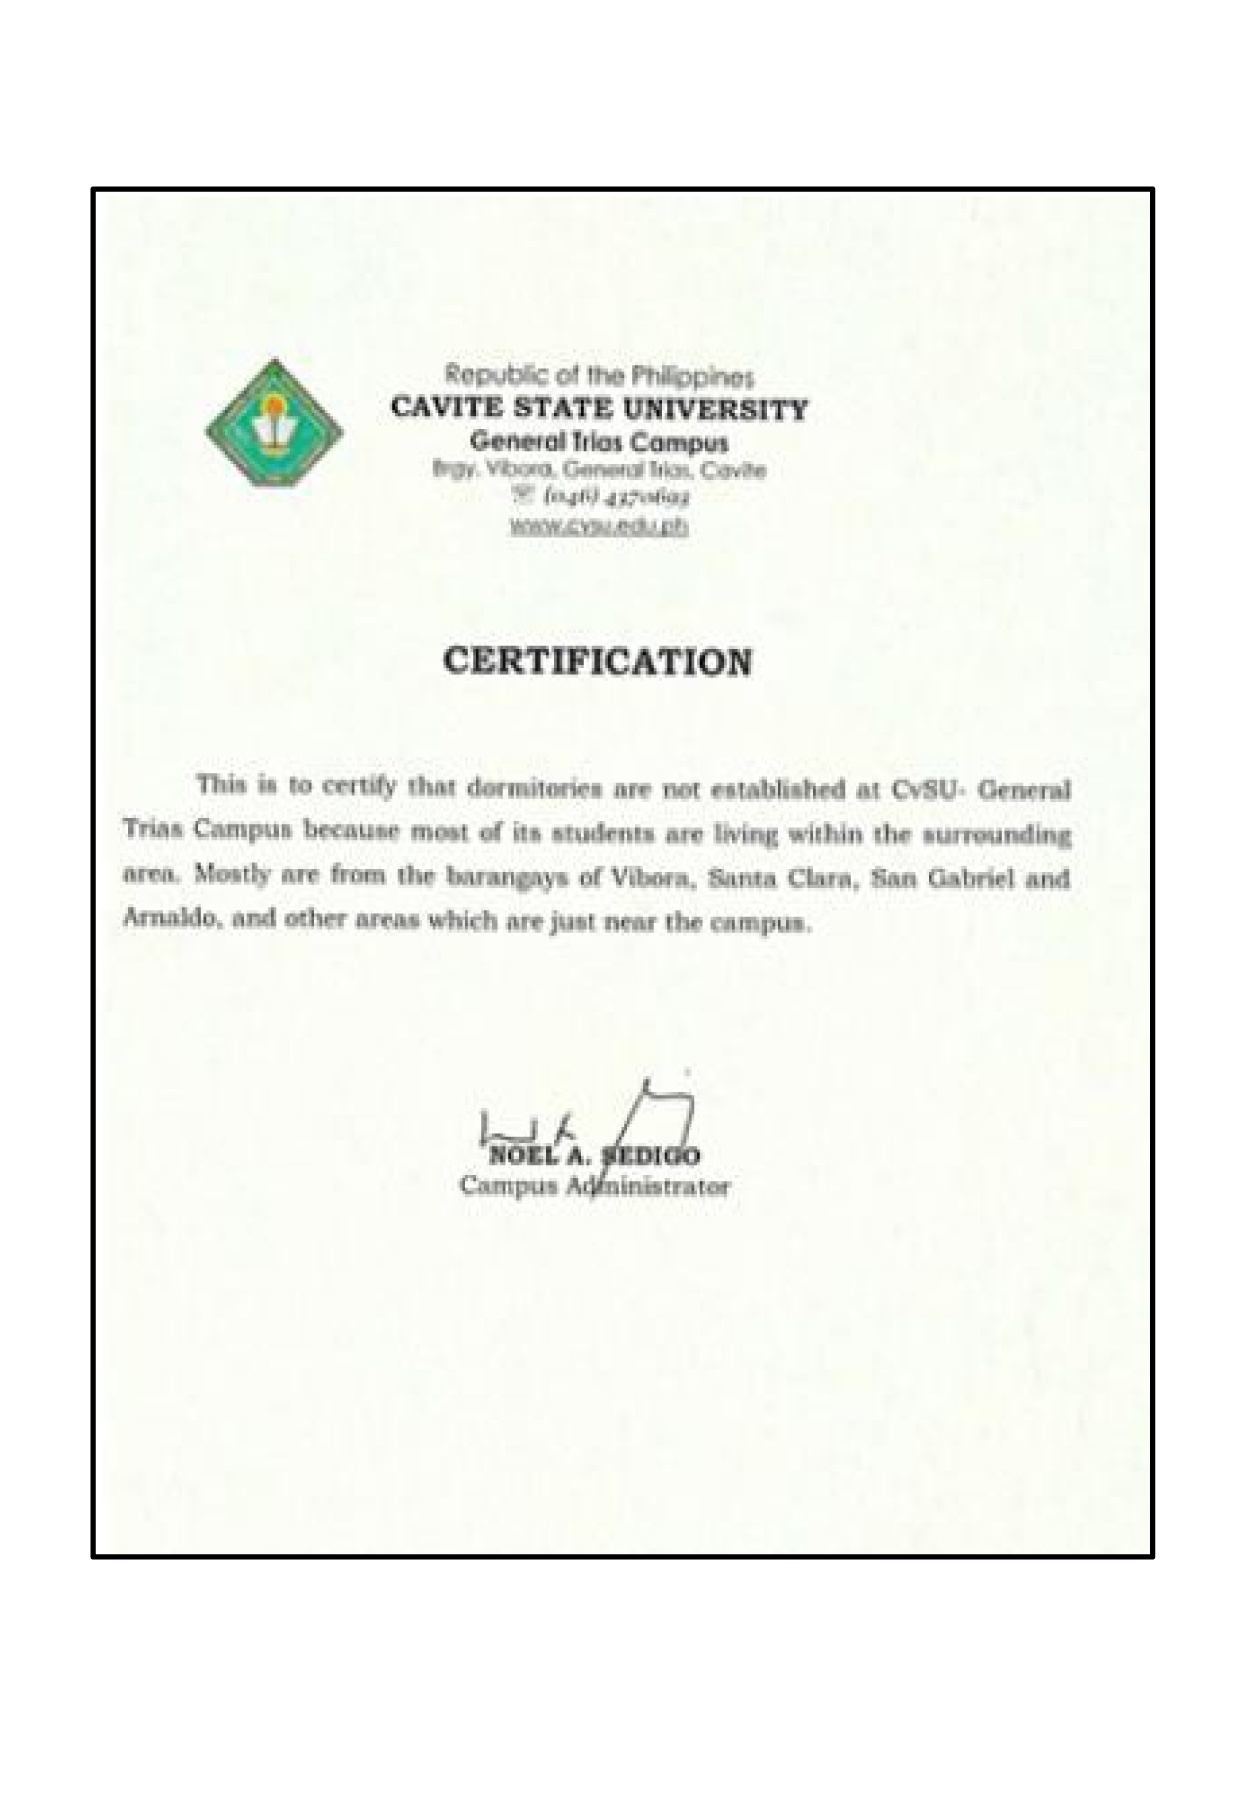 Republic of the Philippines
CAVITE STATE UNIVERSITY
General Trias Campus
Brgy. Vibora, General Trias, Cavite
(046)
www.cvsu.edu.ph
CERTIFICATION
This is to certify that dormitories are not established at CvSU- General
Trias Campus because most of its students are living within the surrounding
area. Mostly are from the barangays of Vibora, Santa Clara, San Gabriel and
Arnaldo, and other areas which are just near the campus.
NOEL A. SEDIGO
Campus Administrator